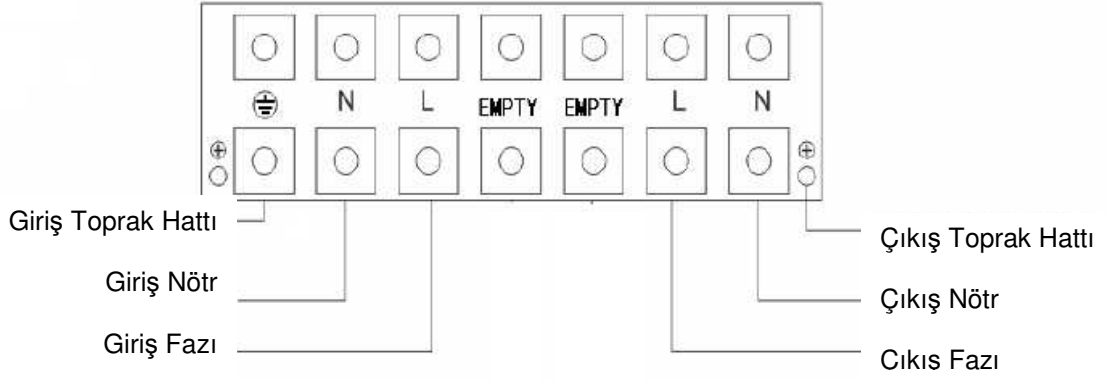 N L EMPTY EMPTY L N
Giriş Toprak Hattı
Giriş Nötr
Giriş Fazı
Çıkış Toprak Hattı
Çıkış Nötr
Cıkıs Fazı